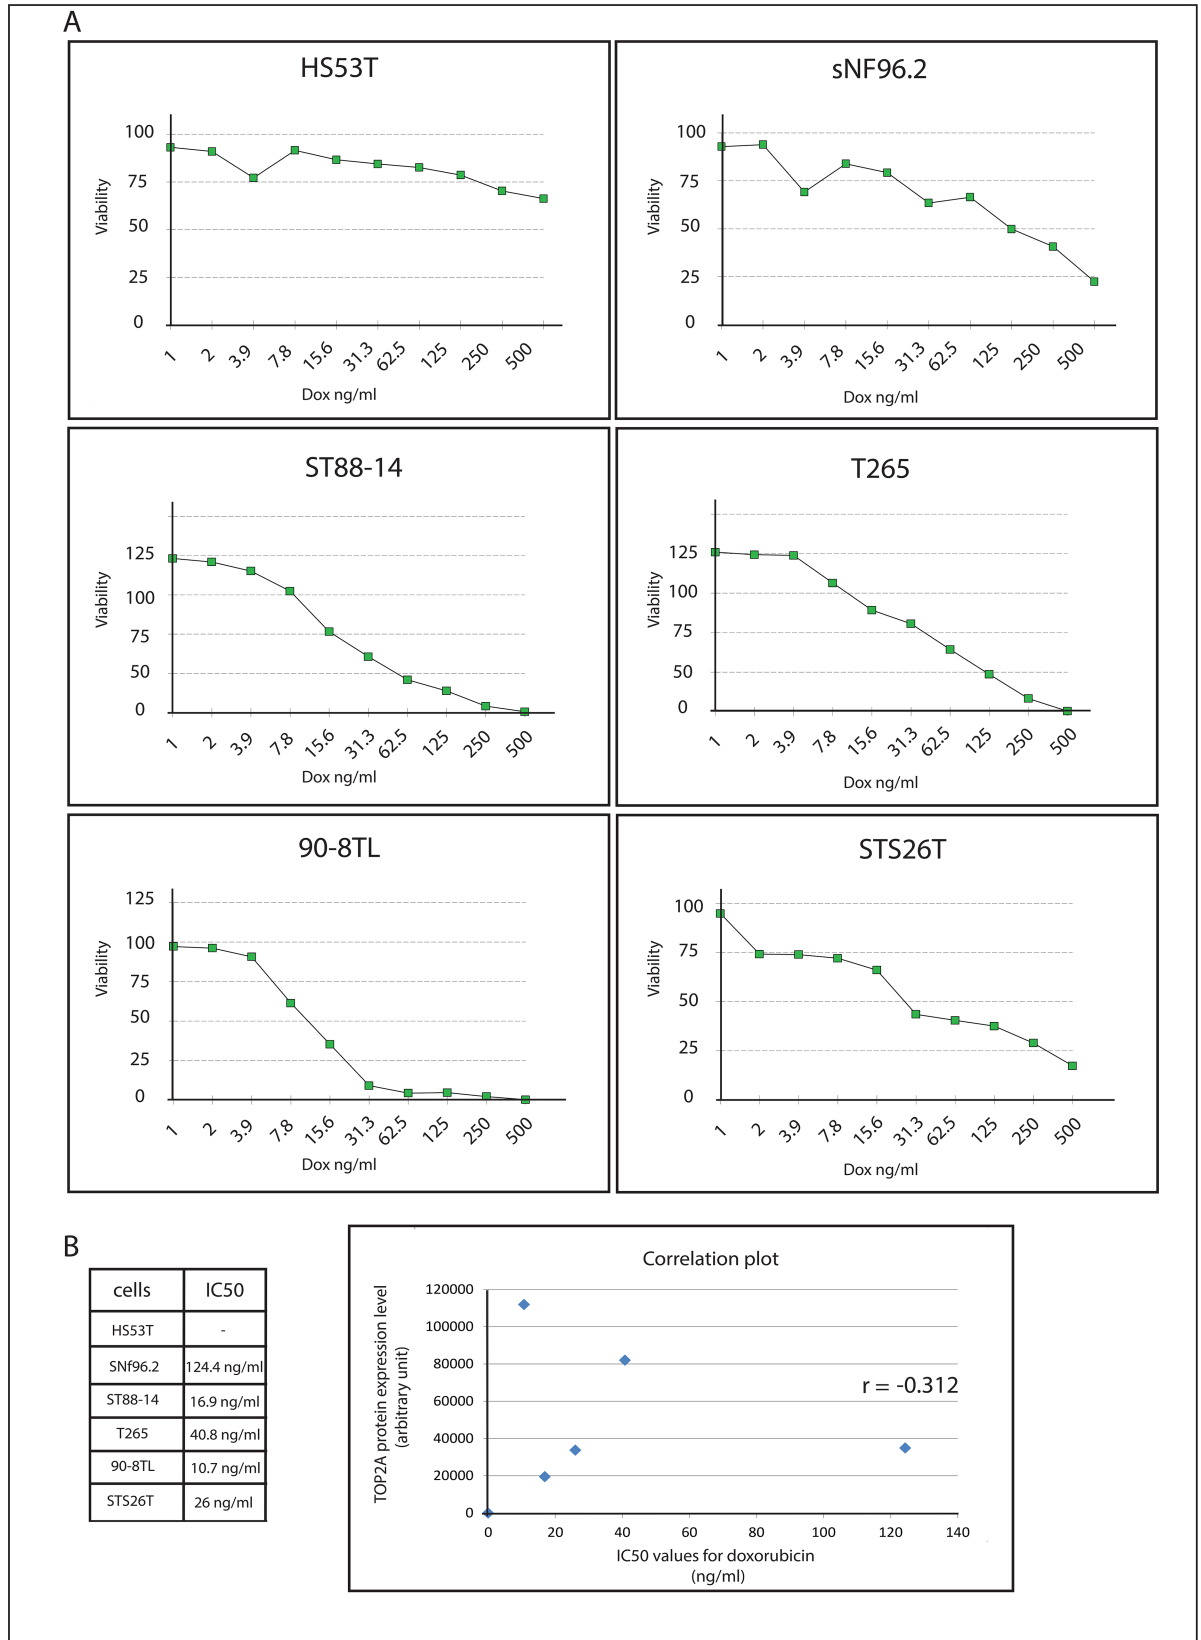 A
HS53T
100
75
50
25
0
Viability
1 2 3.9 7.8 15.6 31.3 62.5 125 250 500
Dox ng/ml
sNF96.2
100
75
50
25
0
Viability
1 2 3.9 7.8 15.6 31.3 62.5 125 250 500
Dox ng/ml
ST88-14
125
100
75
50
0
Viability
1 2 3.9 7.8 15.6 31.3 62.5 125 250 500
Dox ng/ml
T265
125
100
75
50
0
Viability
1 2 3.9 7.8 15.6 31.3 62.5 125 250 500
Dox ng/ml
90-8TL
125
100
75
50
25
0
Viability
1 2 3.9 7.8 15.6 31.3 62.5 125 250 500
Dox ng/ml
STS26T
100
75
50
25
0
Viability
1 2 3.9 7.8 15.6 31.3 62.5 125 250 500
Dox ng/ml
B
cells IC50
HS53T -
SNf96.2 124.4 ng/ml
ST88-14 16.9 ng/ml
T265 40.8 ng/ml
90-8TL 10.7 ng/ml
STS26T 26 ng/ml
Correlation plot
TOP2A protein expression level
(arbitrary unit)
120000
100000
80000
60000
40000
20000
0
r = -0.312
0 20 40 60 80 100 120 140
IC50 values for doxorubicin
(ng/ml)